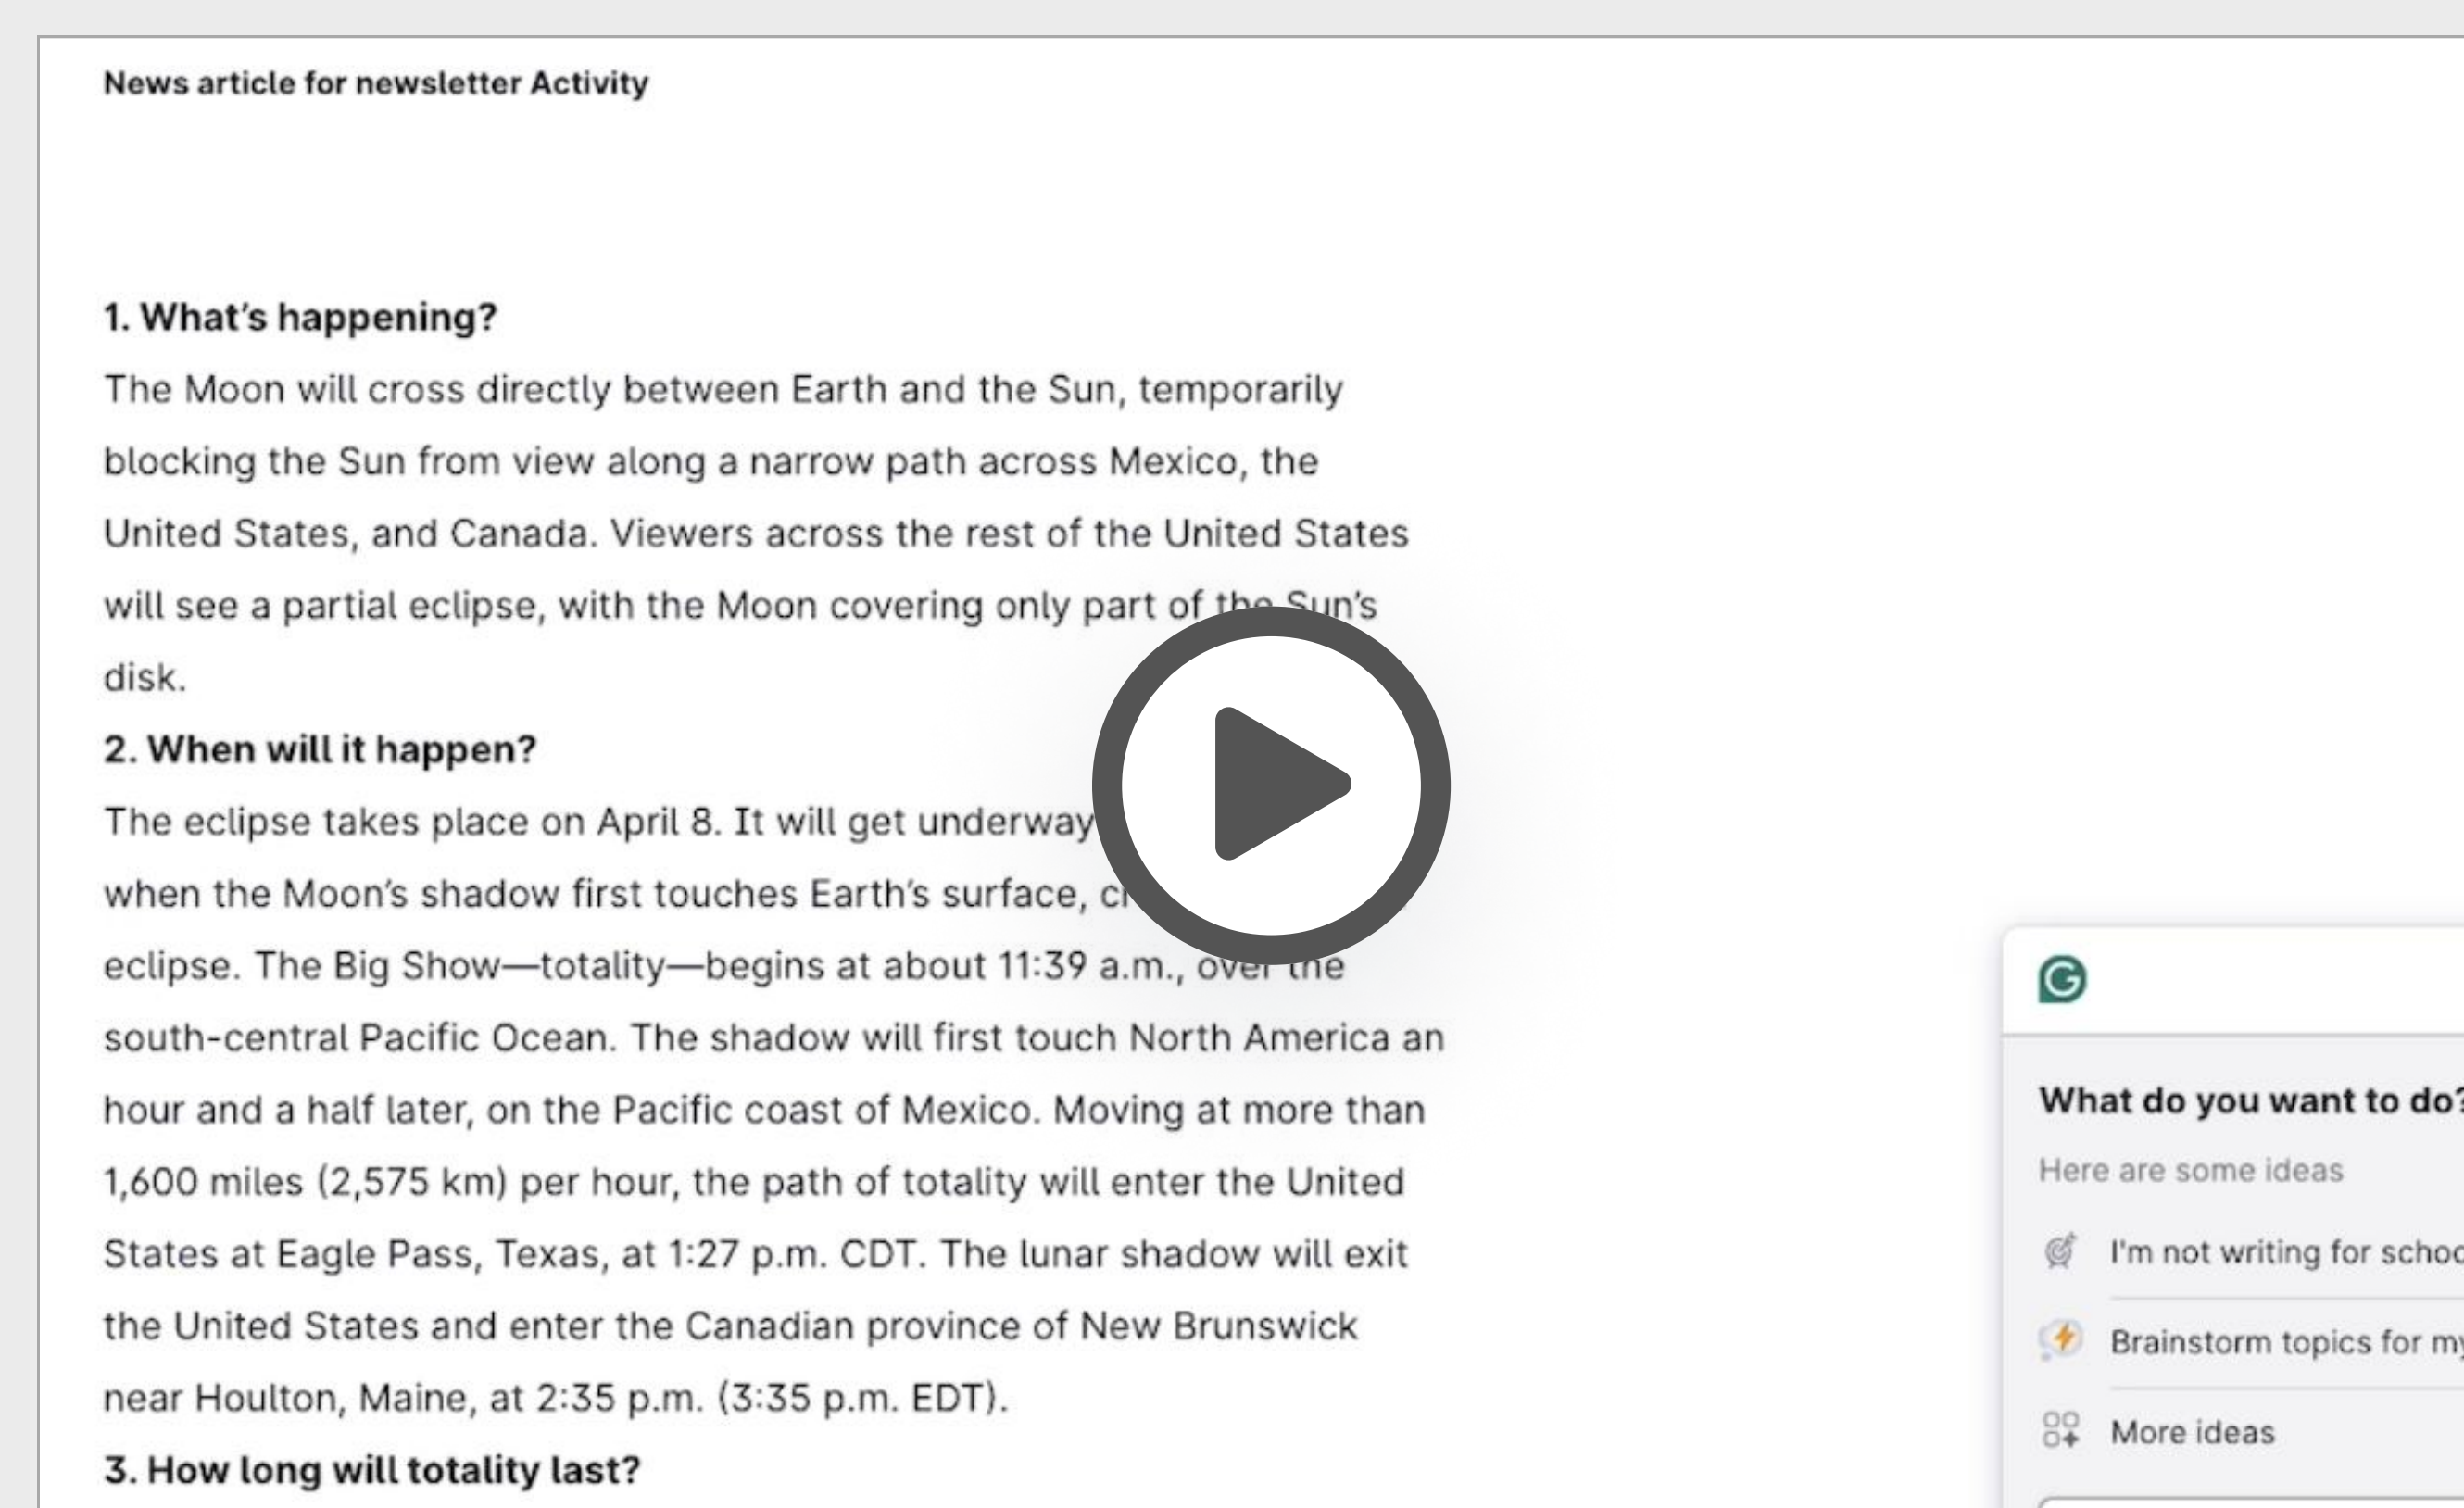 News article for newsletter Activity
1. What’s happening?
The Moon will cross directly between Earth and the Sun, temporarily
blocking the Sun from view along a narrow path across Mexico, the
United States, and Canada. Viewers across the rest of the United States
will see a partial eclipse, with the Moon covering only part of the Sun’s
disk.
2. When will it happen?
The eclipse takes place on April 8. It will get underway
when the Moon’s shadow first touches Earth’s surface,
eclipse. The Big Show—totality—begins at about 11:39 a.m., over the
south-central Pacific Ocean. The shadow will first touch North America an
hour and a half later, on the Pacific coast of Mexico. Moving at more than
1,600 miles (2,575 km) per hour, the path of totality will enter the United
States at Eagle Pass, Texas, at 1:27 p.m. CDT. The lunar shadow will exit
the United States and enter the Canadian province of New Brunswick
near Houlton, Maine, at 2:35 p.m. (3:35 p.m. EDT).
3. How long will totality last?
G
What do you want to do?
Here are some ideas
I'm not writing for
Brainstorm topics for
More ideas